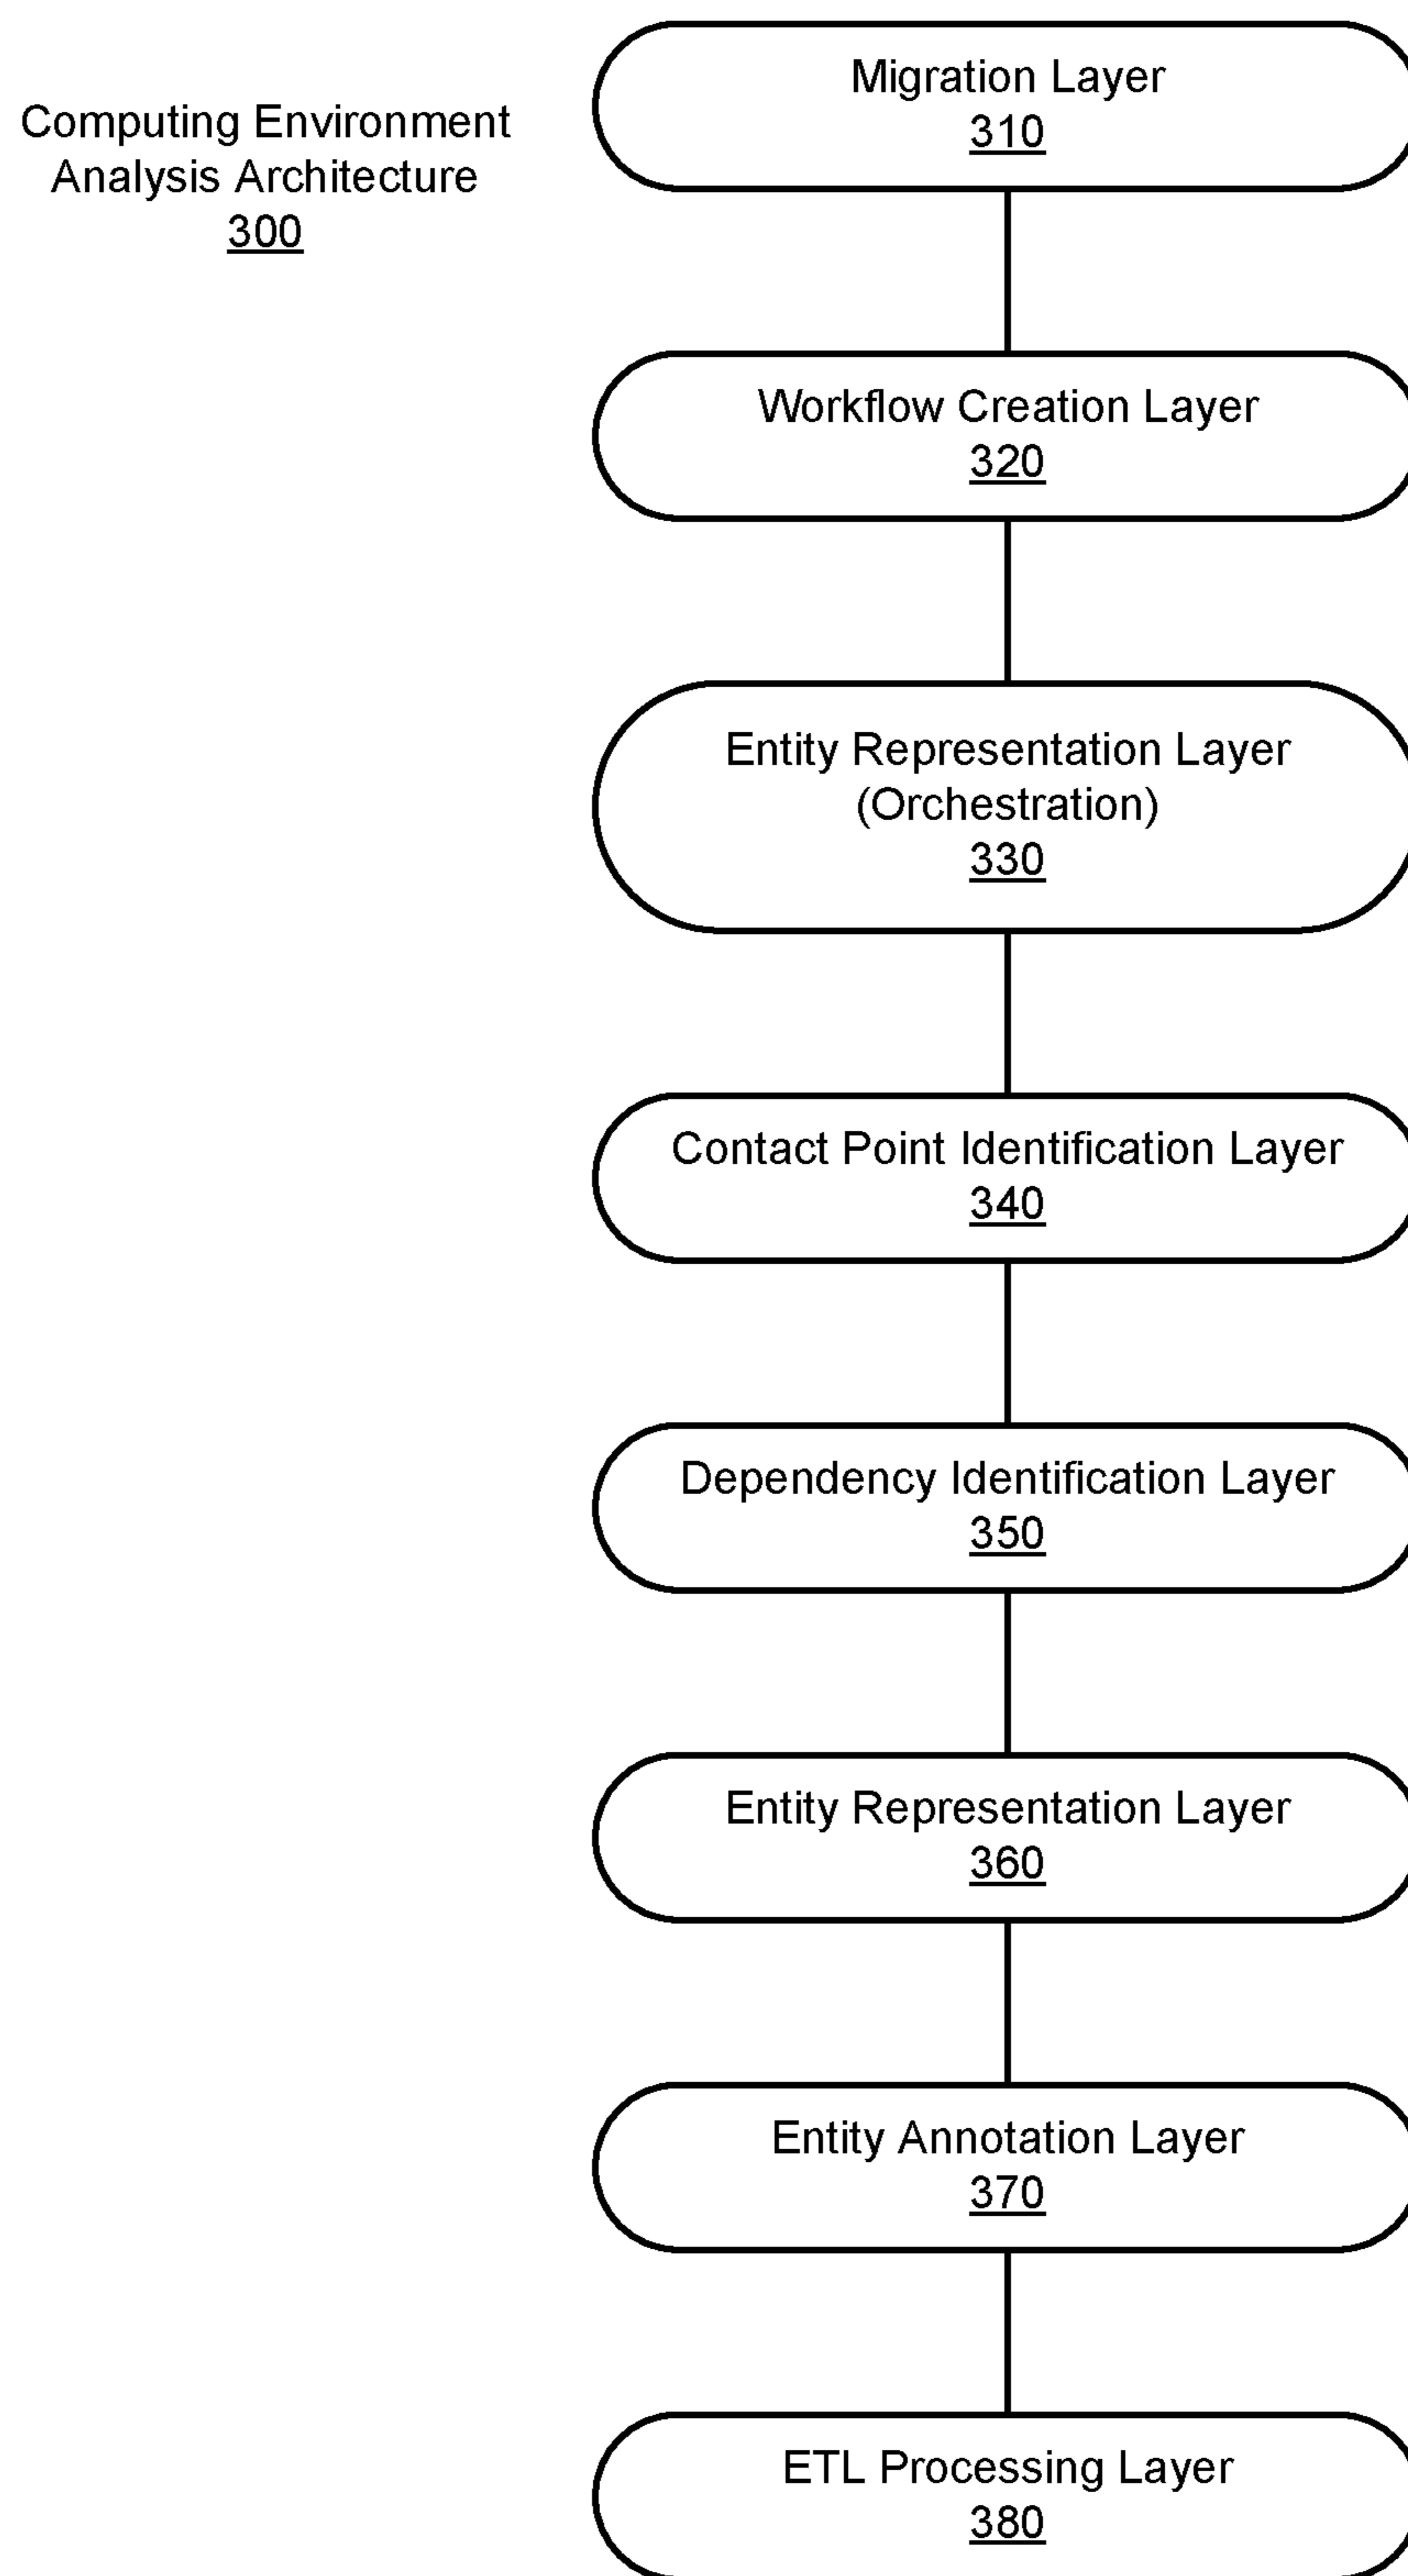 Computing Environment
Analysis Architecture
300
Migration Layer
310
Workflow Creation Layer
320
Entity Representation Layer
(Orchestration)
330
Contact Point Identification Layer
340
Dependency Identification Layer
350
Entity Representation Layer
360
Entity Annotation Layer
370
ETL Processing Layer
380